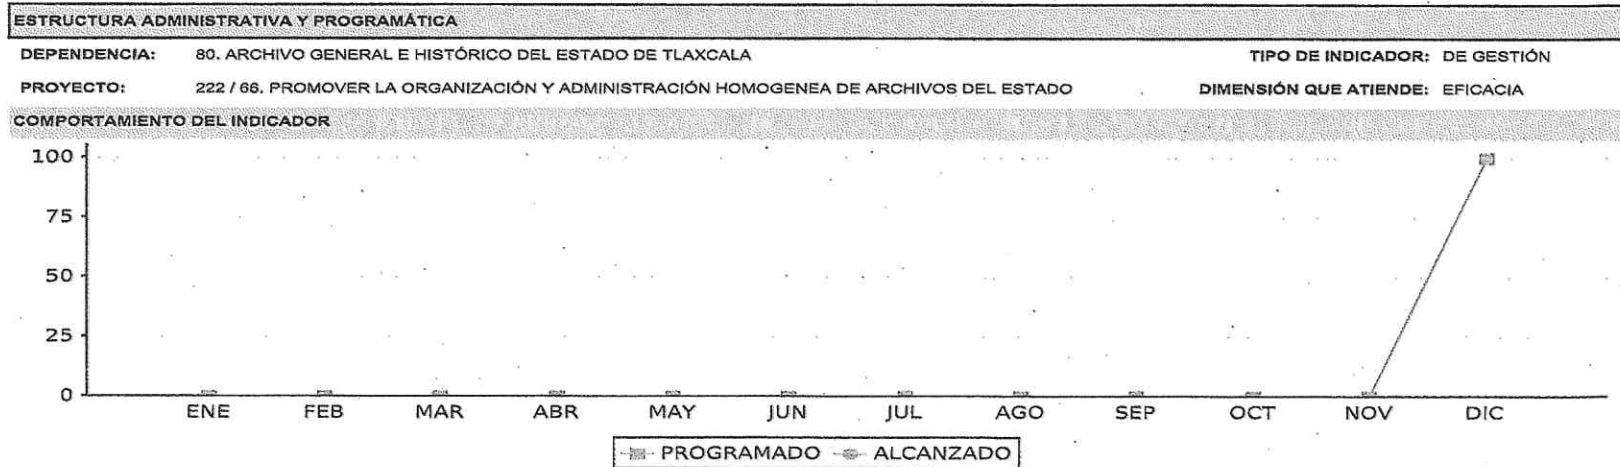 ESTRUCTURA ADMINISTRATIVA Y PROGRAMÁTICA
DEPENDENCIA: 80. ARCHIVO GENERAL E HISTÓRICO DEL ESTADO DE TLAXCALA TIPO DE INDICADOR: DE GESTIÓN
PROYECTO: 222 / 66. PROMOVER LA ORGANIZACIÓN Y ADMINISTRACIÓN HOMOGENEA DE ARCHIVOS DEL ESTADO DIMENSIÓN QUE ATIENDE: EFICACIA
COMPORTAMIENTO DEL INDICADOR
100
75
50
25
0
ENE FEB MAR ABR MAY JUN JUL AGO SEP OCT NOV DIC
PROGRAMADO ALCANZADO